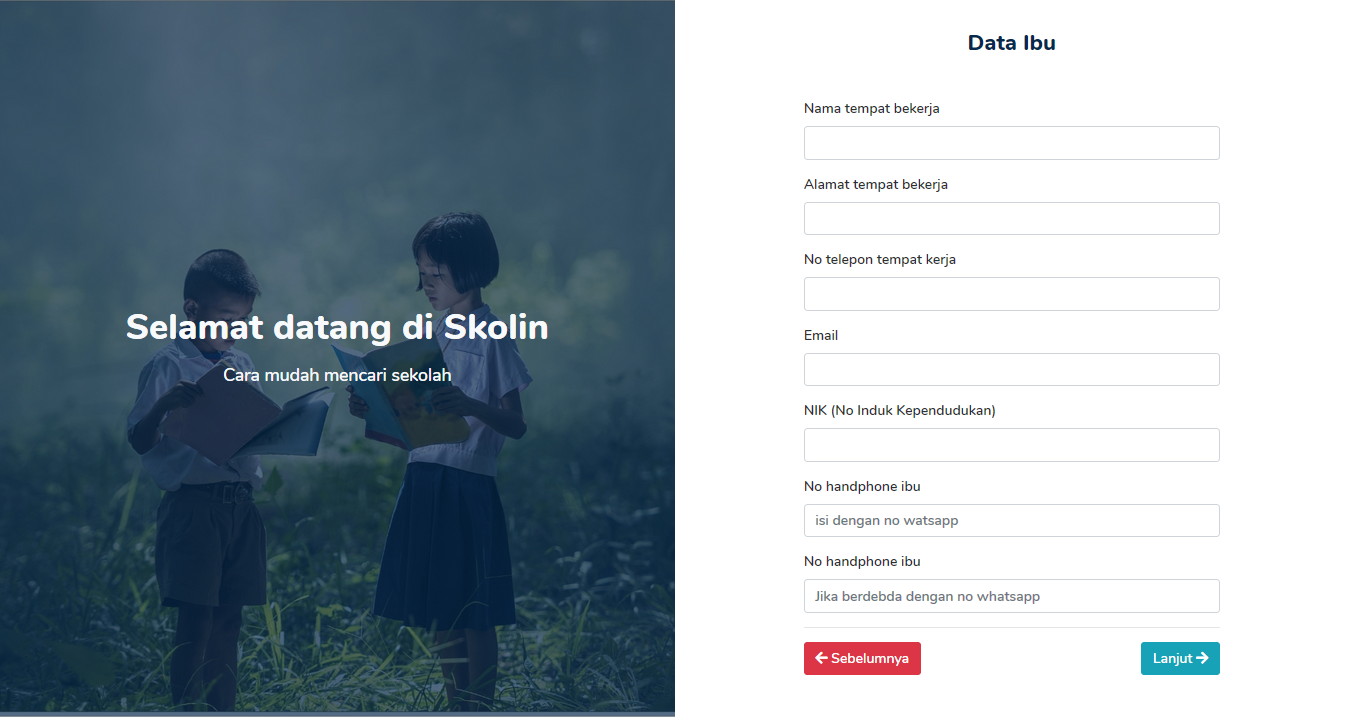 Selamat datang di Skolin
Cara mudah mencari sekolah
Data Ibu
Nama tempat bekerja
Alamat tempat bekerja
No telepon tempat kerja
Email
NIK (No Induk Kependudukan)
No handphone ibu
isi dengan no watsapp
No handphone ibu
Jika berdebda dengan no whatsapp
Sebelumnya
Lanjut